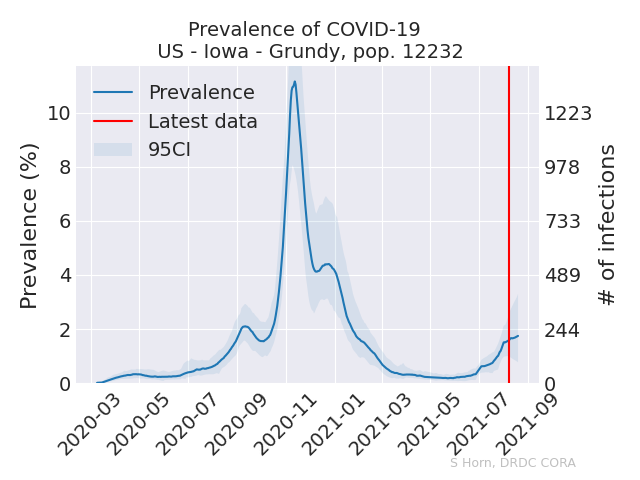 Prevalence of COVID-19
US - Iowa - Grundy, pop. 12232
Prevalence
Latest data
95CI
Prevalence (%)
10
8
6
4
2
0
1223
978
733
489
244
0
# of infections
2020-03
2020-05
2020-07
2020-09
2020-11
2021-01
2021-03
2021-05
2021-07
2021-09
S Horn, DRDC CORA